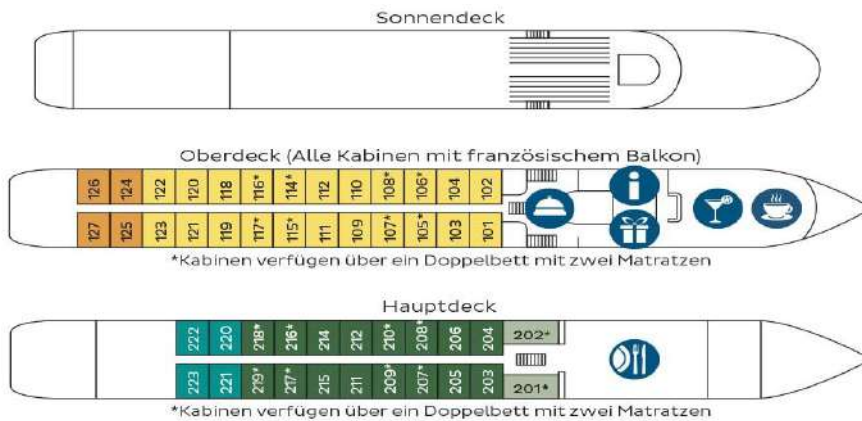 Sonnendeck
Oberdeck (Alle Kabinen mit französischem Balkon)
126 124 122 120 118 116* 114* 112 110 108* 106* 104 102
127 125 123 121 119 117* 115* 111 109 107* 105* 103 101
*Kabinen verfügen über ein Doppelbett mit zwei Matratzen
Hauptdeck
222 220 218* 216* 214 212 210* 208* 206 204 202*
223 221 219* 217* 215 211 209* 207* 205 203 201*
*Kabinen verfügen über ein Doppelbett mit zwei Matratzen